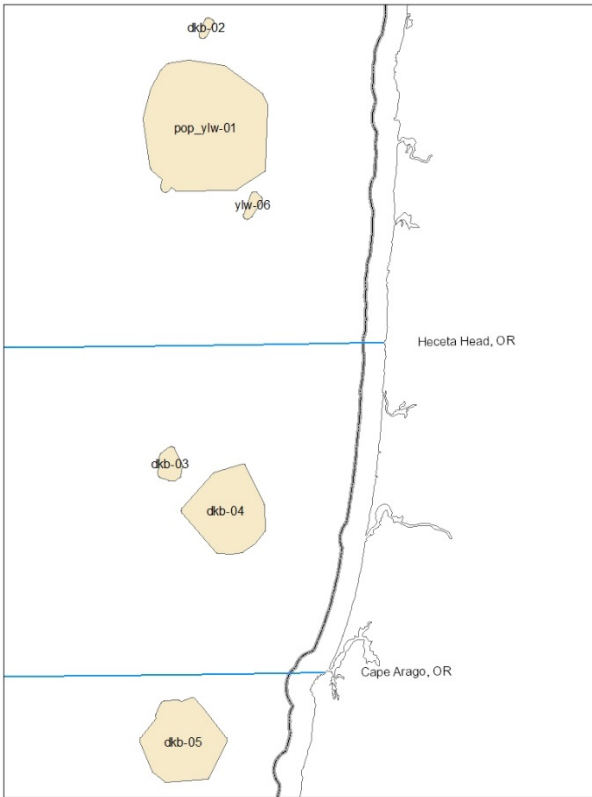 dkb-02
pop_ylw-01
ylw-06
Heceta Head, OR
dkb-03
dkb-04
Cape Arago, OR
dkb-05